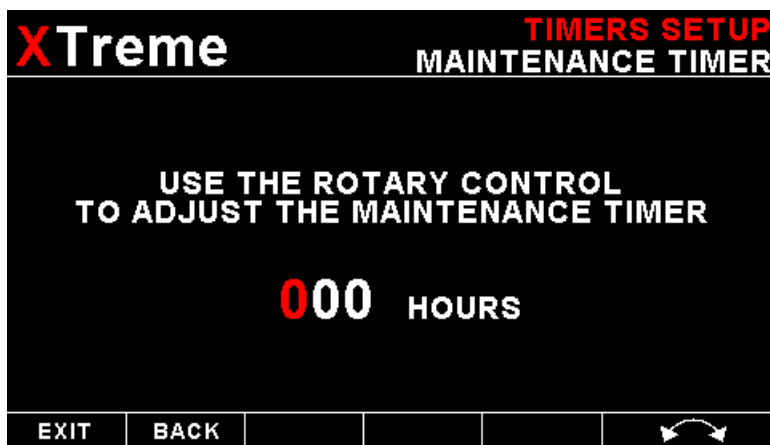 XTreme
TIMERS SETUP
MAINTENANCE TIMER
USE THE ROTARY CONTROL
TO ADJUST THE MAINTENANCE TIMER
000 HOURS
EXIT BACK